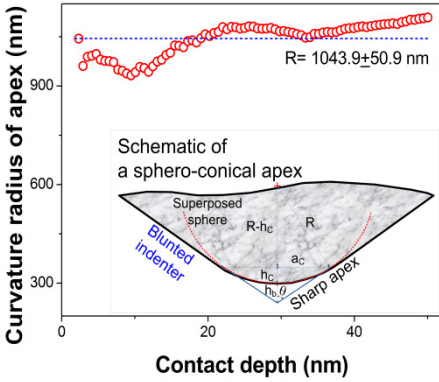 Curvature radius of apex (nm)
900
600
300
R= 1043.9±50.9 nm
Schematic of
a sphero-conical apex
Superposed
sphere
R-hC
R
aC
hC
hb
θ
Blunted
indenter
Sharp apex
0
20
40
Contact depth (nm)